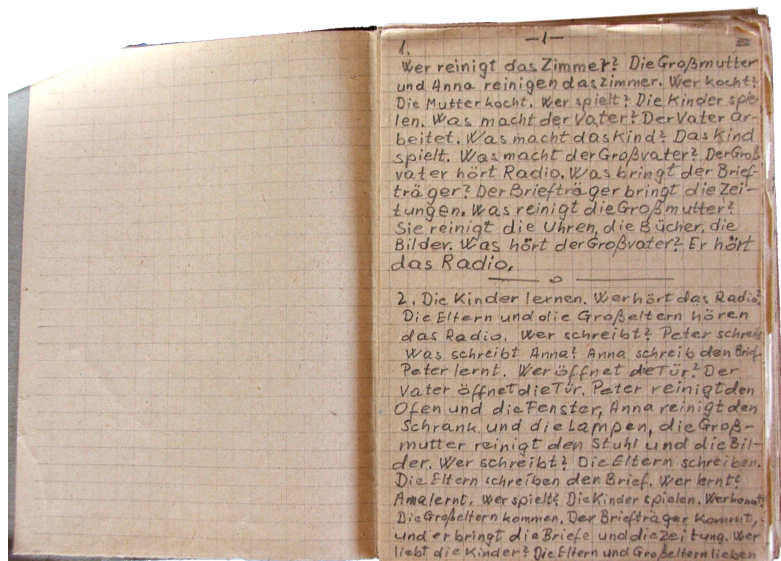 —1—
1.
Wer reinigt das Zimmer? Die Großmutter
und Anna reinigen das Zimmer. Wer kocht?
Die Mutter kocht. Wer spielt? Die Kinder spie-
len. Was macht der Vater? Der Vater ar-
beitet. Was macht das Kind? Das Kind
spielt. Was macht der Großvater? Der Groß-
vater hört Radio. Was bringt der Brief-
träger? Der Briefträger bringt die Zei-
tungen. Was reinigt die Großmutter?
Sie reinigt die Uhren, die Bücher, die
Bilder. Was hört der Großvater? Er hört
das Radio.
2. Die Kinder lernen. Wer hört das Radio?
Die Eltern und die Großeltern hören
das Radio. Wer schreibt? Peter schreibt
Was schreibt Anna? Anna schreib den Brief.
Peter lernt. Wer öffnet die Tür? Der
Vater öffnet die Tür. Peter reinigt den
Ofen und die Fenster, Anna reinigt den
Schrank und die Lampen, die Groß-
mutter reinigt den Stuhl und die Bil-
der. Wer schreibt? Die Eltern schreiben.
Die Eltern schreiben den Brief. Wer lernt?
Ana lernt. Wer spielt? Die Kinder spielen. Wer komt?
Die Großeltern kommen. Der Briefträger kommt,
und er bringt die Briefe und die Zeitung. Wer
liebt die Kinder? Die Eltern und Großeltern lieben